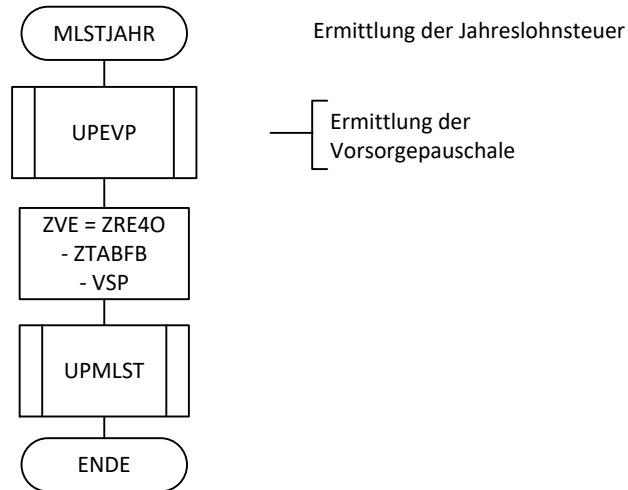 MLSTJAHR
Ermittlung der Jahreslohnsteuer
UPEVP
Ermittlung der
Vorsorgepauschale
ZVE = ZRE4O
- ZTABFB
- VSP
UPMLST
ENDE